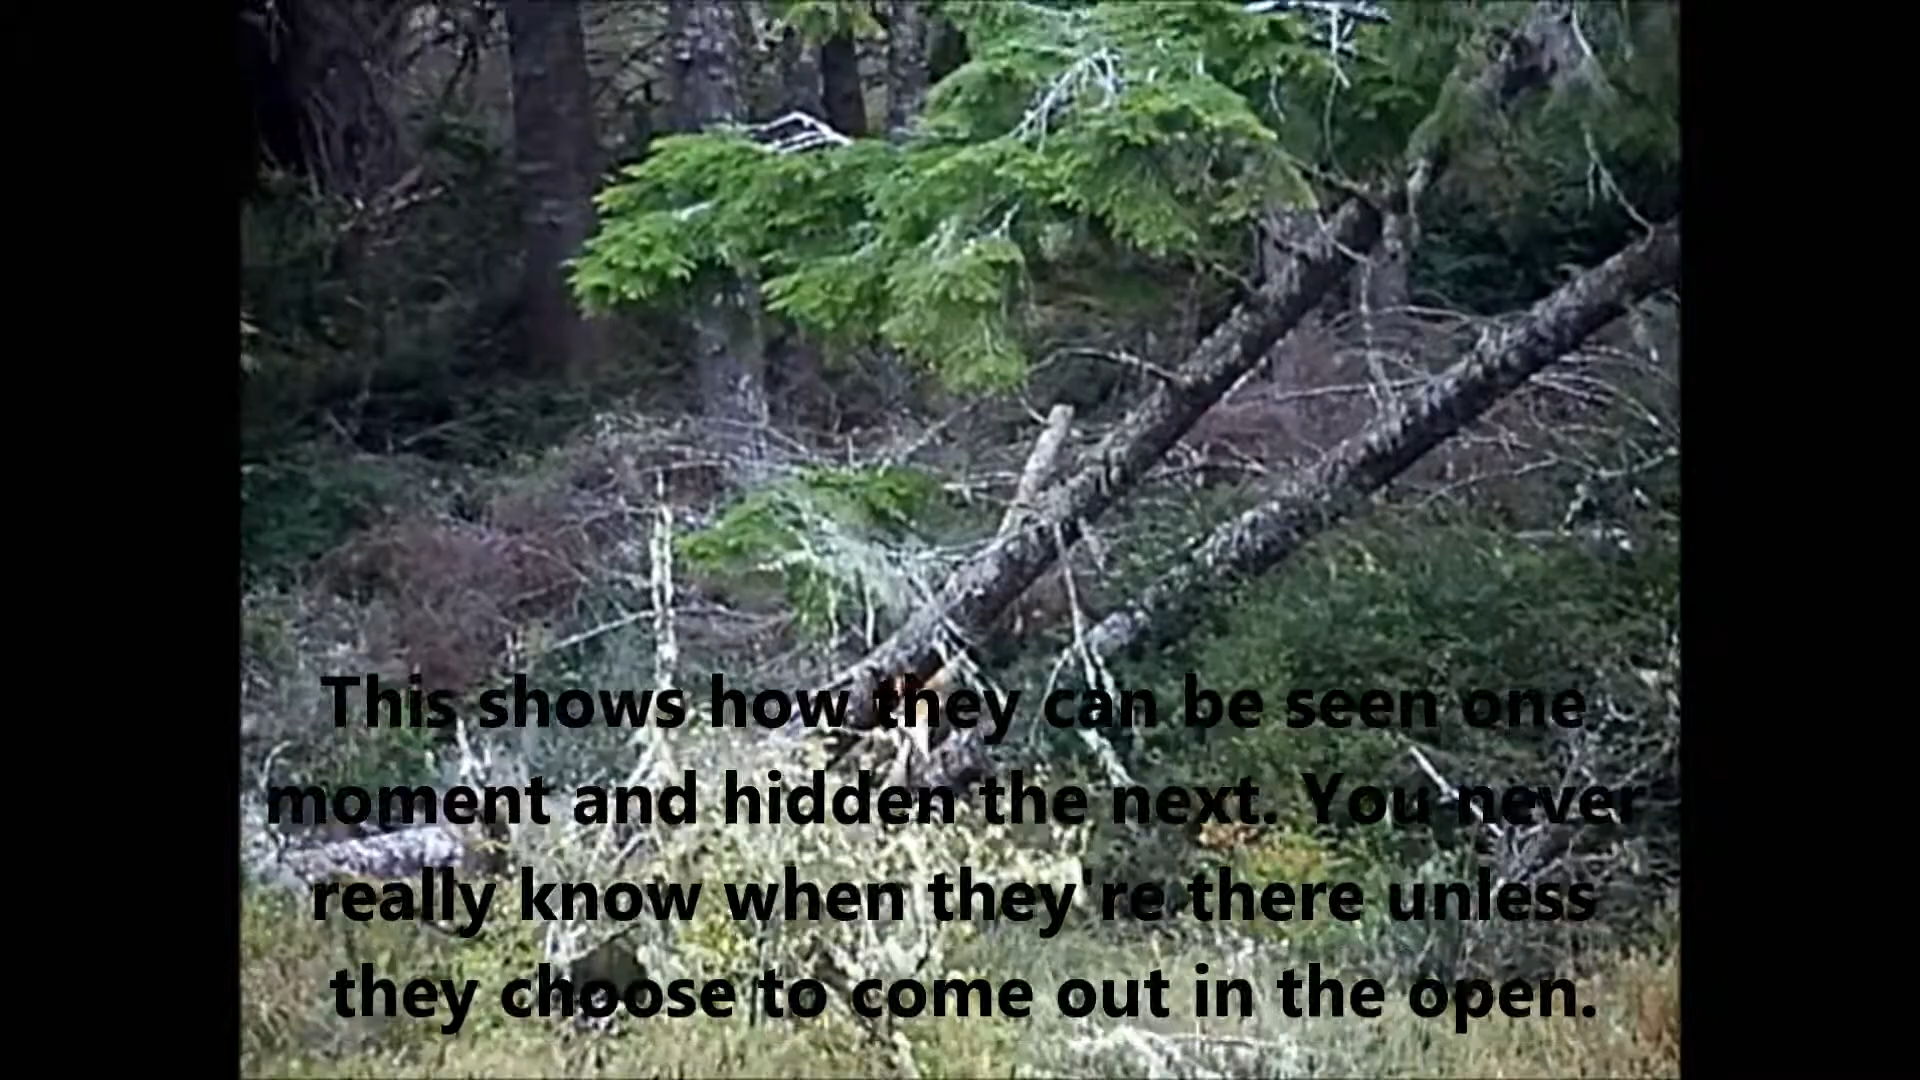 This shows how they can be seen one
moment and hidden the next. You never
really know when they're there unless
they choose to come out in the open.